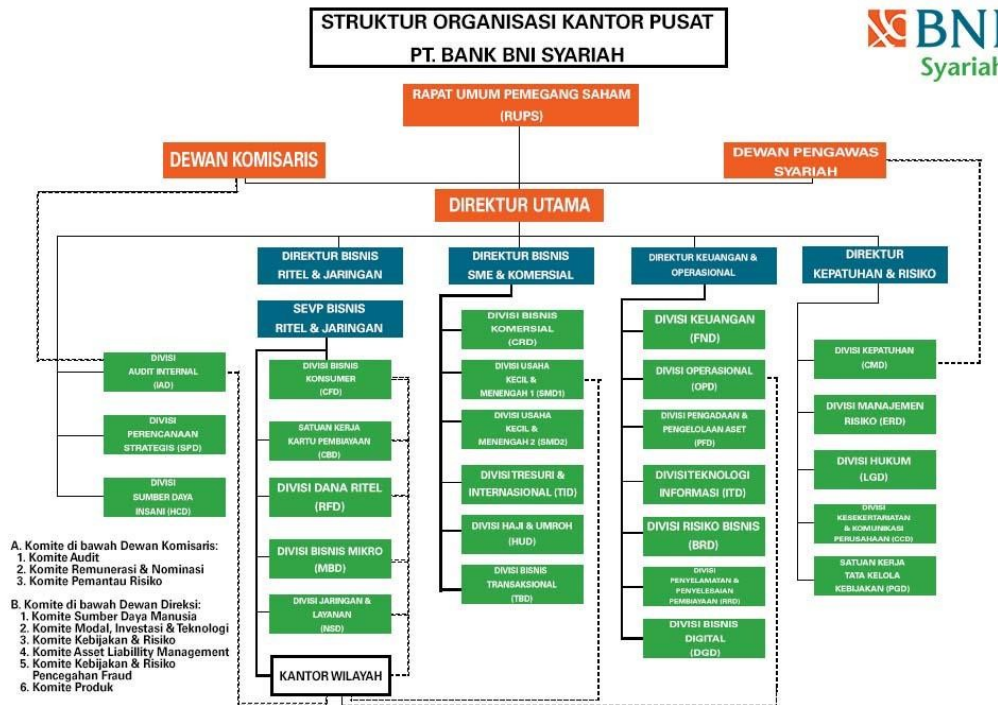 STRUKTUR ORGANISASI KANTOR PUSAT
PT. BANK BNI SYARIAH
BNI
Syariah
RAPAT UMUM PEMEGANG SAHAM
(RUPS)
DEWAN KOMISARIS
DEWAN PENGAWAS
SYARIAH
DIREKTUR UTAMA
DIREKTUR BISNIS
RITEL & JARINGAN
DIREKTUR BISNIS
SME & KOMERSIAL
DIREKTUR KEUANGAN &
OPERASIONAL
DIREKTUR
KEPATUHAN & RISIKO
SEVP BISNIS
RITEL & JARINGAN
DIVISI
AUDIT INTERNAL
(IAD)
DIVISI
PERENCANAAN
STRATEGIS (SPD)
DIVISI
SUMBER DAYA
INSANI (HCD)
DIVISI BISNIS
KONSUMER
(CFD)
SATUAN KERJA
KARTU PEMBIAYAAN
(CBD)
DIVISI DANA RITEL
(RFD)
DIVISI BISNIS MIKRO
(MBD)
DIVISI JARINGAN &
LAYANAN
(NSD)
KANTOR WILAYAH
DIVISI BISNIS
KOMERSIAL
(CRD)
DIVISI USAHA
KECIL &
MENENGAH 1 (SMD1)
DIVISI USAHA
KECIL &
MENENGAH 2 (SMD2)
DIVISI TRESURI &
INTERNASIONAL (TID)
DIVISI HAJI & UMROH
(HUD)
DIVISI BISNIS
TRANSAKSIONAL
(TBD)
DIVISI KEUANGAN
(FND)
DIVISI OPERASIONAL
(OPD)
DIVISI PENGADAAN &
PENGELOLAAN ASET
(PFD)
DIVISI TEKNOLOGI
INFORMASI (ITD)
DIVISI RISIKO BISNIS
(BRD)
DIVISI
PENYELAMATAN &
PENYELESAIAN
PEMBIAYAAN (RRD)
DIVISI BISNIS
DIGITAL
(DGD)
DIVISI KEPATUHAN
(CMD)
DIVISI MANAJEMEN
RISIKO (ERD)
DIVISI HUKUM
(LGD)
DIVISI
KESEKERTARIATAN
& KOMUNIKASI
PERUSAHAAN (CCD)
SATUAN KERJA
TATA KELOLA
KEBIJAKAN (PGD)
A. Komite di bawah Dewan Komisaris:
1. Komite Audit
2. Komite Remunerasi & Nominasi
3. Komite Pemantau Risiko
B. Komite di bawah Dewan Direksi:
1. Komite Sumber Daya Manusia
2. Komite Modal, Investasi & Teknologi
3. Komite Kebijakan & Risiko
4. Komite Asset Liabillity Management
5. Komite Kebijakan & Risiko
Pencegahan Fraud
6. Komite Produk